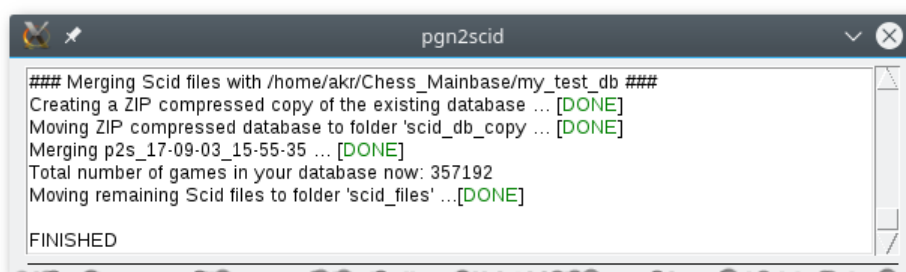 pgn2scid
### Merging Scid files with /home/akr/Chess_Mainbase/my_test_db ###
Creating a ZIP compressed copy of the existing database ... [DONE]
Moving ZIP compressed database to folder 'scid_db_copy ... [DONE]
Merging p2s_17-09-03_15-55-35 ... [DONE]
Total number of games in your database now: 357192
Moving remaining Scid files to folder 'scid_files' ...[DONE]
FINISHED